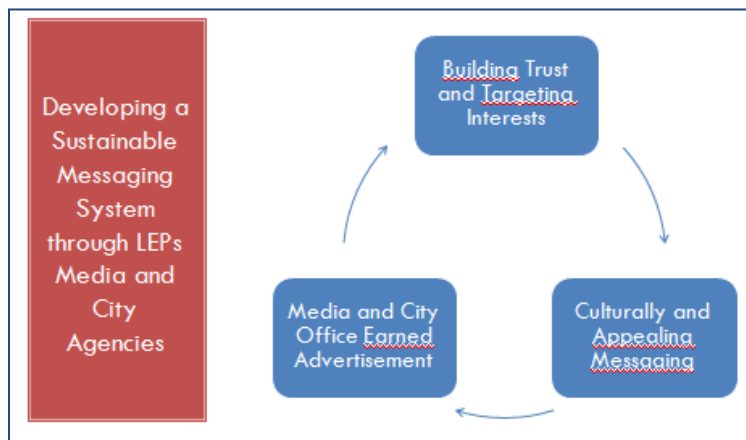 Developing a
Sustainable
Messaging
System
through LEPs
Media and
City
Agencies
Building Trust
and Targeting
Interests
Media and City
Office Earned
Advertisement
Culturally and
Appealing
Messaging